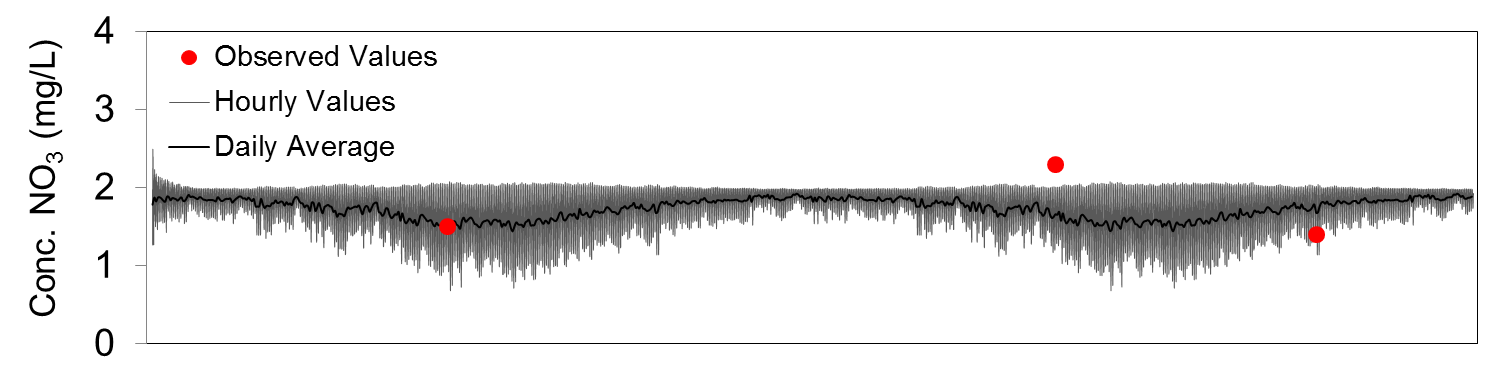 Conc. NO3 (mg/L)
4
3
2
1
0
Observed Values
Hourly Values
Daily Average